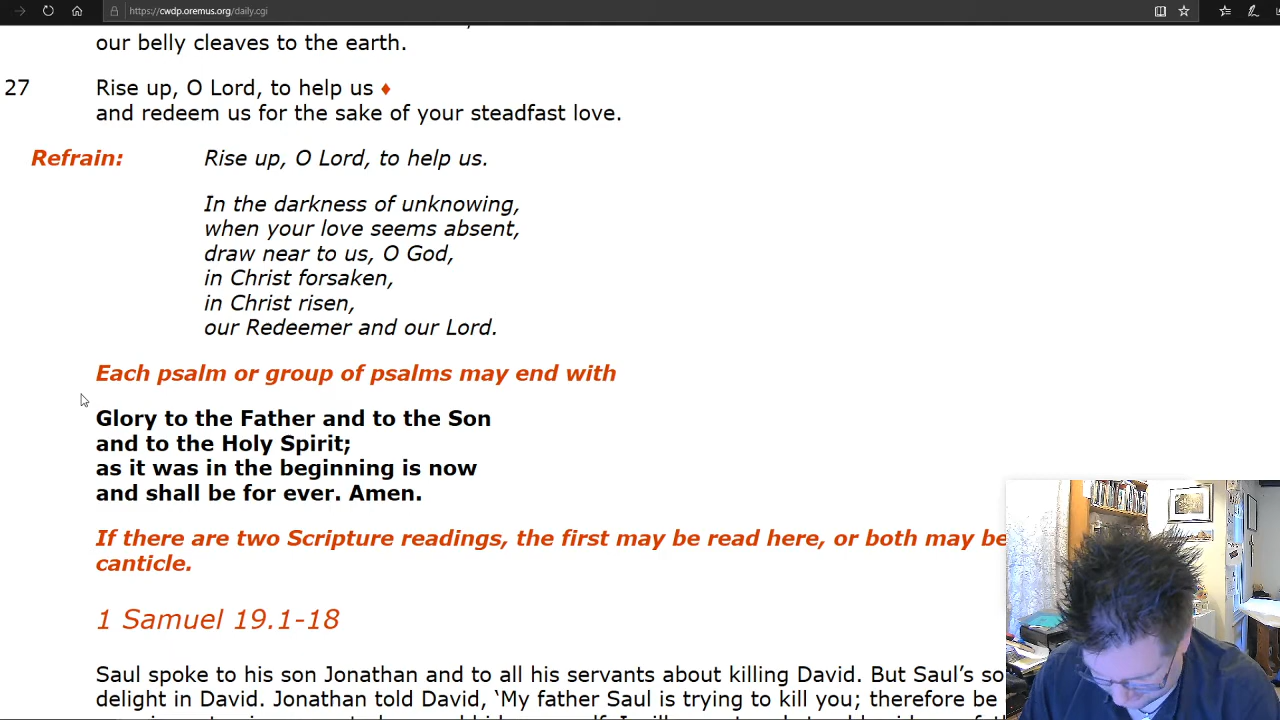 https://cwdp.oremus.org/daily.cgi
our belly cleaves to the earth.
27 Rise up, O Lord, to help us ♦
and redeem us for the sake of your steadfast love.
Refrain: Rise up, O Lord, to help us.
In the darkness of unknowing,
when your love seems absent,
draw near to us, O God,
in Christ forsaken,
in Christ risen,
our Redeemer and our Lord.
Each psalm or group of psalms may end with
Glory to the Father and to the Son
and to the Holy Spirit;
as it was in the beginning is now
and shall be for ever. Amen.
If there are two Scripture readings, the first may be read here, or both may be
canticle.
1 Samuel 19.1-18
Saul spoke to his son Jonathan and to all his servants about killing David. But Saul’s so
delight in David. Jonathan told David, ‘My father Saul is trying to kill you; therefore be